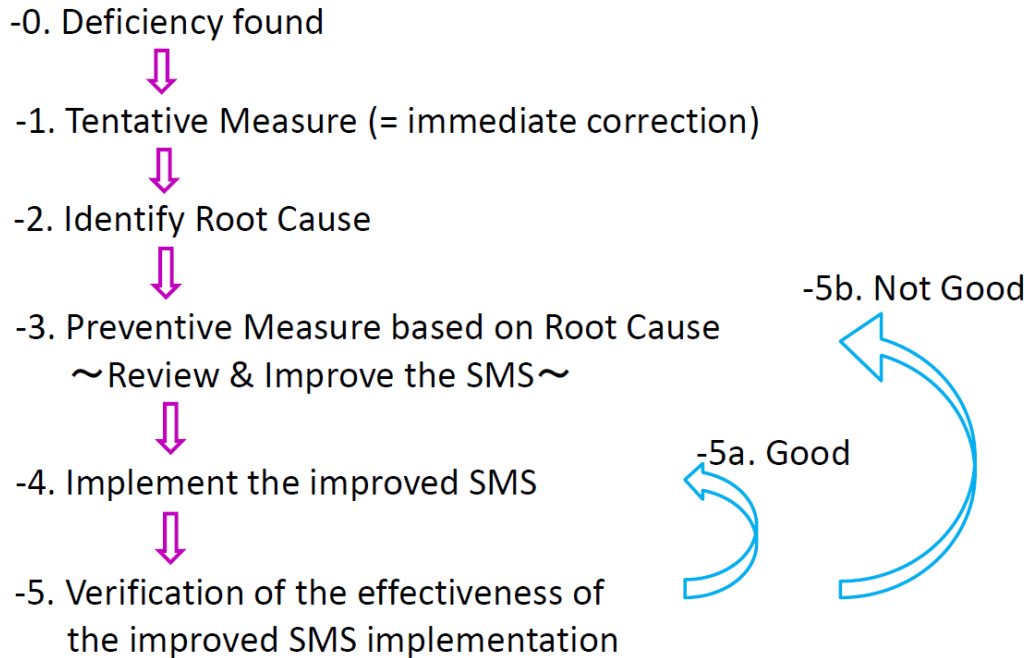 -0. Deficiency found
-1. Tentative Measure (= immediate correction)
-2. Identify Root Cause
-5b. Not Good
-3. Preventive Measure based on Root Cause
～Review & Improve the SMS～
-5a. Good
-4. Implement the improved SMS
-5. Verification of the effectiveness of
the improved SMS implementation